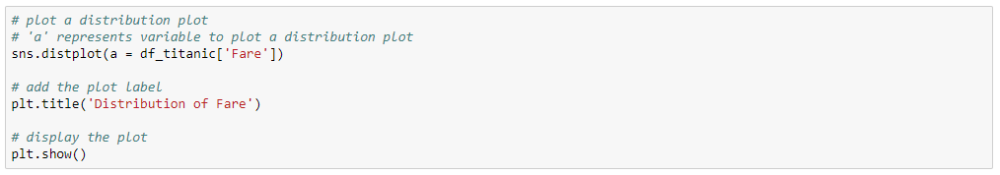 # plot a distribution plot
# 'a' represents variable to plot a distribution plot
sns.distplot(a = df_titanic['Fare'])
# add the plot label
plt.title('Distribution of Fare')
# display the plot
plt.show()